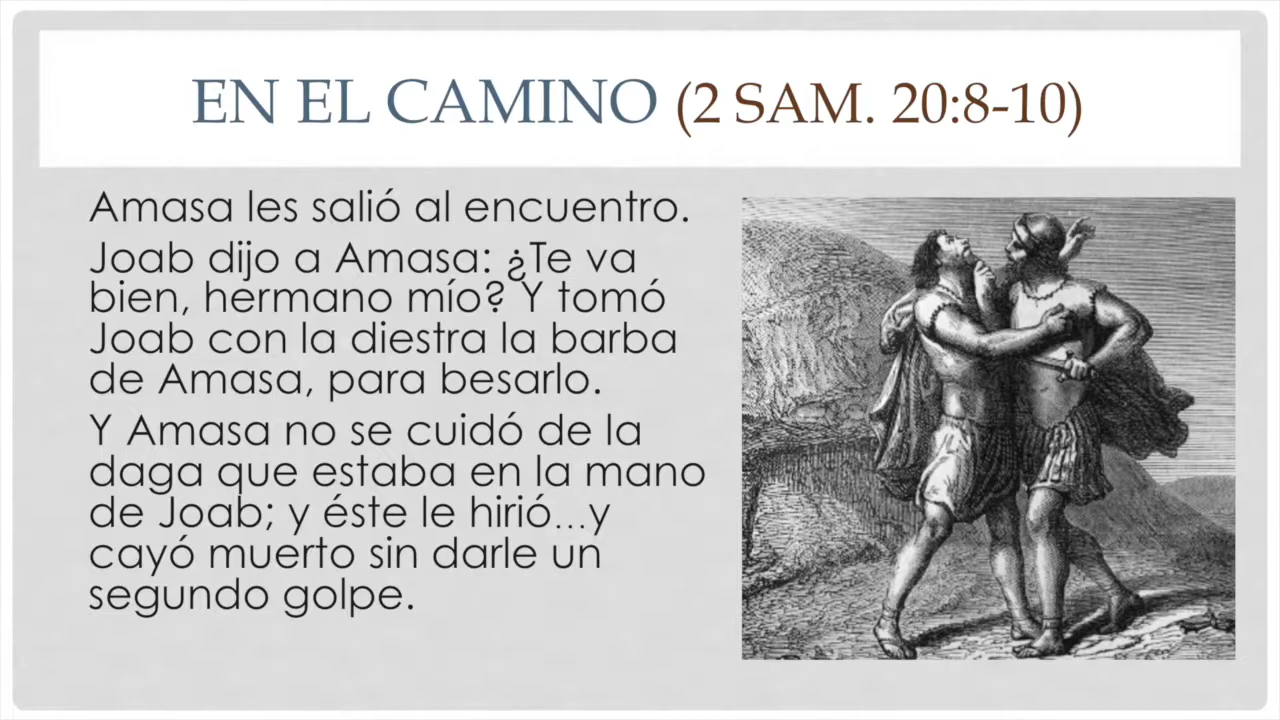 EN EL CAMINO (2 SAM. 20:8-10)
Amasa les salió al encuentro.
Joab dijo a Amasa: ¿Te va
bien, hermano mío? Y tomó
Joab con la diestra la barba
de Amasa, para besarlo.
Y Amasa no se cuidó de la
daga que estaba en la mano
de Joab; y éste le hirió...y
cayó muerto sin darle un
segundo golpe.